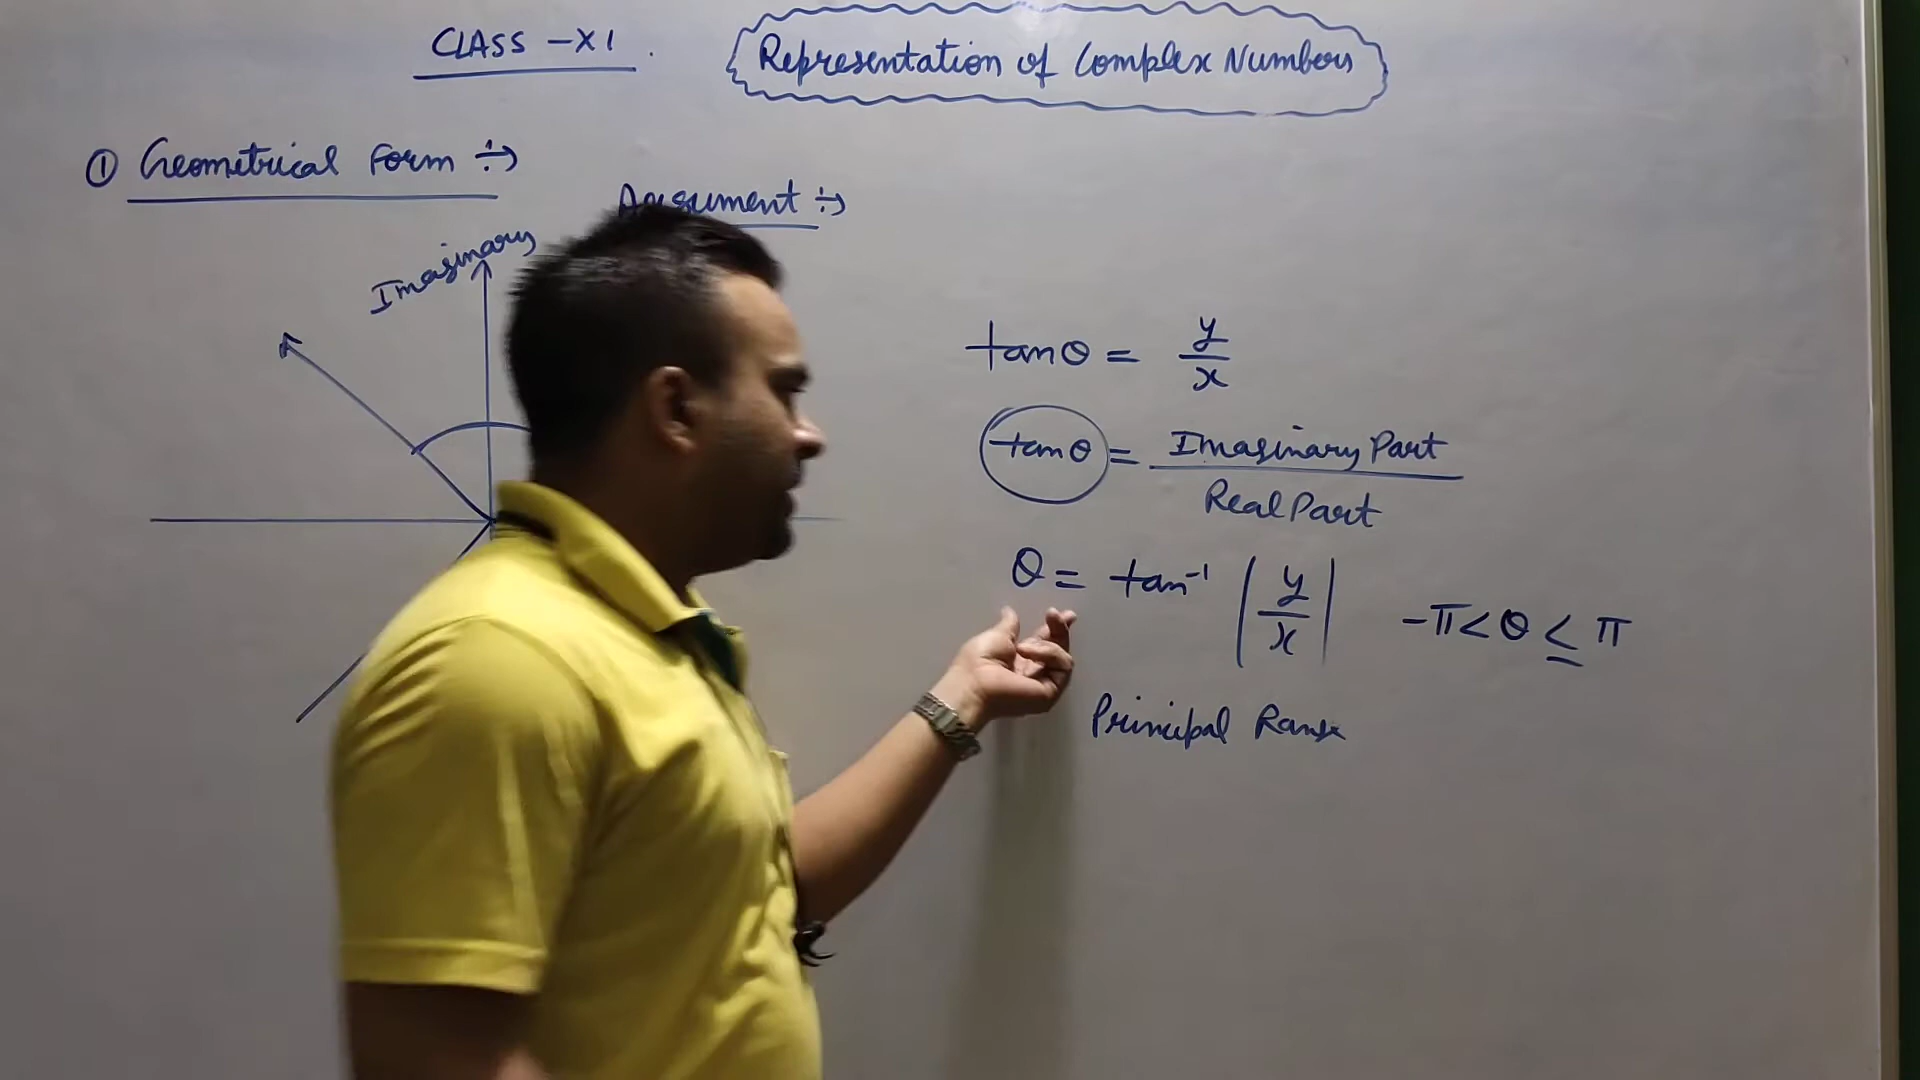 CLASS - XI.
Representation of Complex Numbers
① Geometrical Form ÷→
Argument ÷→
Imaginary
tanθ = y/x
tanθ = Imaginary Part / Real Part
θ = tan⁻¹ |y/x|
-π < θ ≤ π
Principal Range